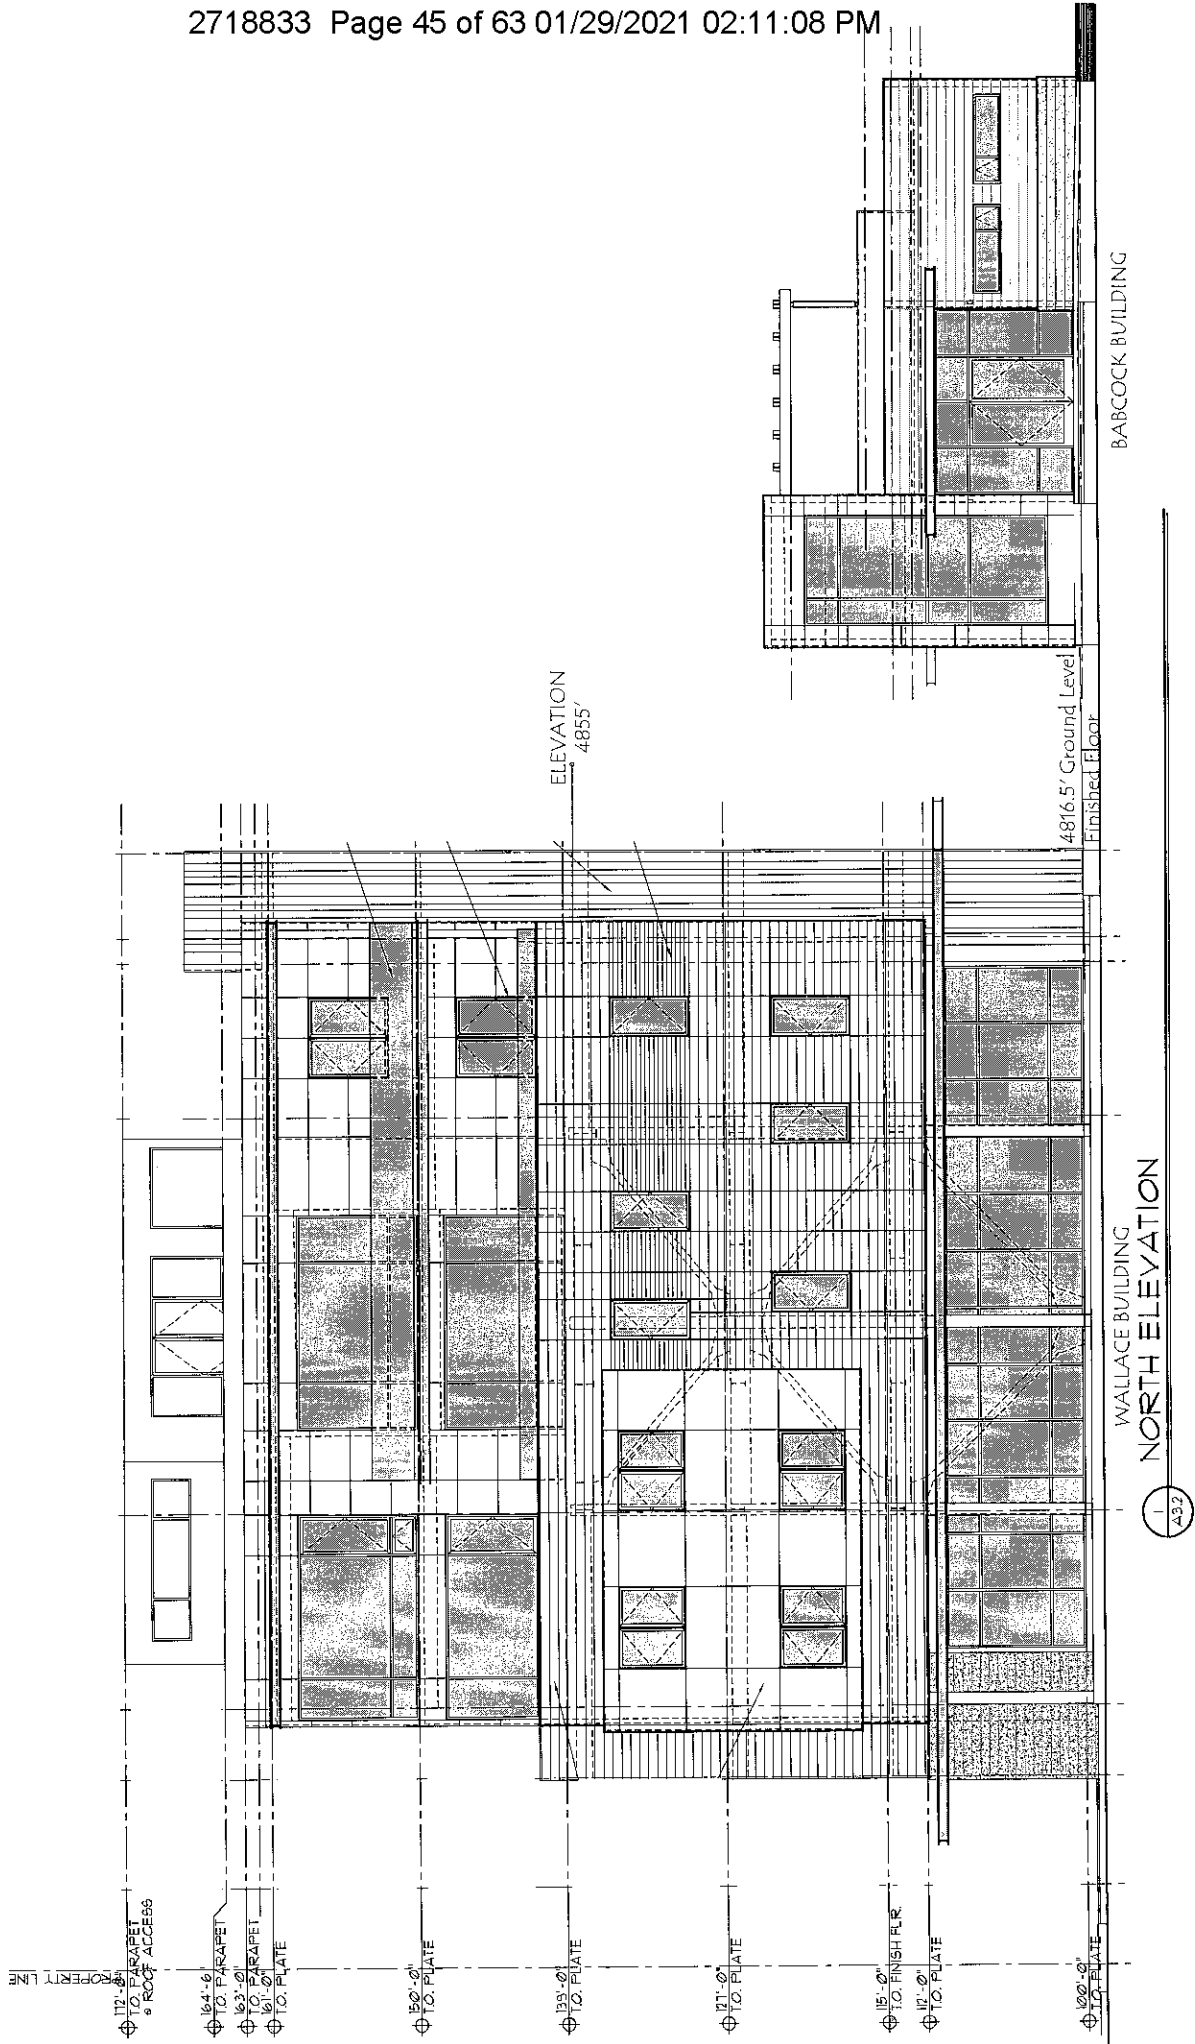 2718833 Page 45 of 63 01/29/2021 02:11:08 PM
PROPERTY LINE
172'-0"
T.O. PARAPET
@ ROOF ACCESS
164'-6"
T.O. PARAPET
163'-0"
T.O. PARAPET
161'-0"
T.O. PLATE
150'-0"
T.O. PLATE
139'-0"
T.O. PLATE
127'-0"
T.O. PLATE
115'-0"
T.O. FINISH FLR.
112'-0"
T.O. PLATE
100'-0"
T.O. PLATE
ELEVATION
4855'
4816.5' Ground Level
Finished Floor
WALLACE BUILDING
BABCOCK BUILDING
1
A3.2
NORTH ELEVATION